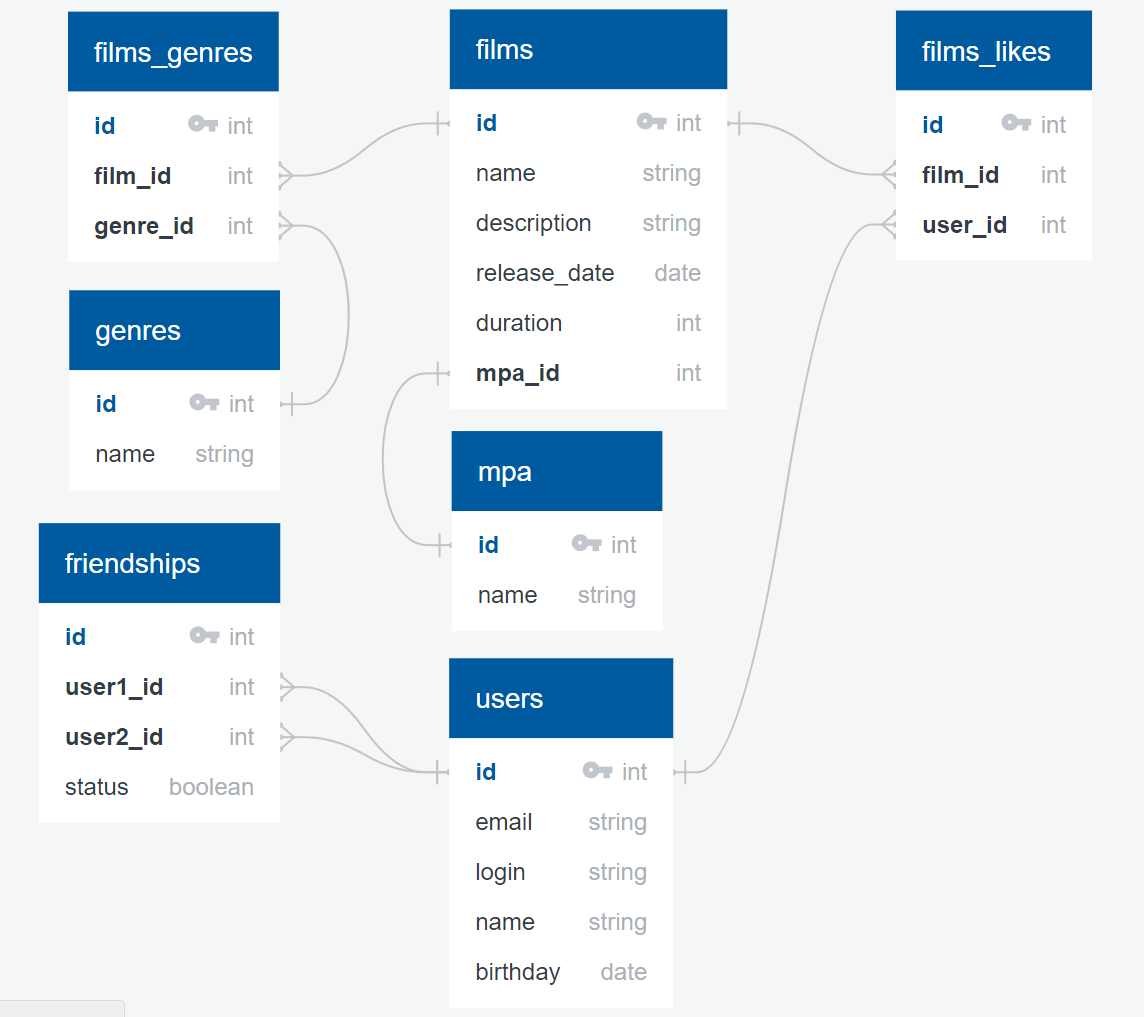 films_genres
id int
film_id int
genre_id int
genres
id int
name string
friendships
id int
user1_id int
user2_id int
status boolean
films
id int
name string
description string
release_date date
duration int
mpa_id int
mpa
id int
name string
users
id int
email string
login string
name string
birthday date
films_likes
id int
film_id int
user_id int